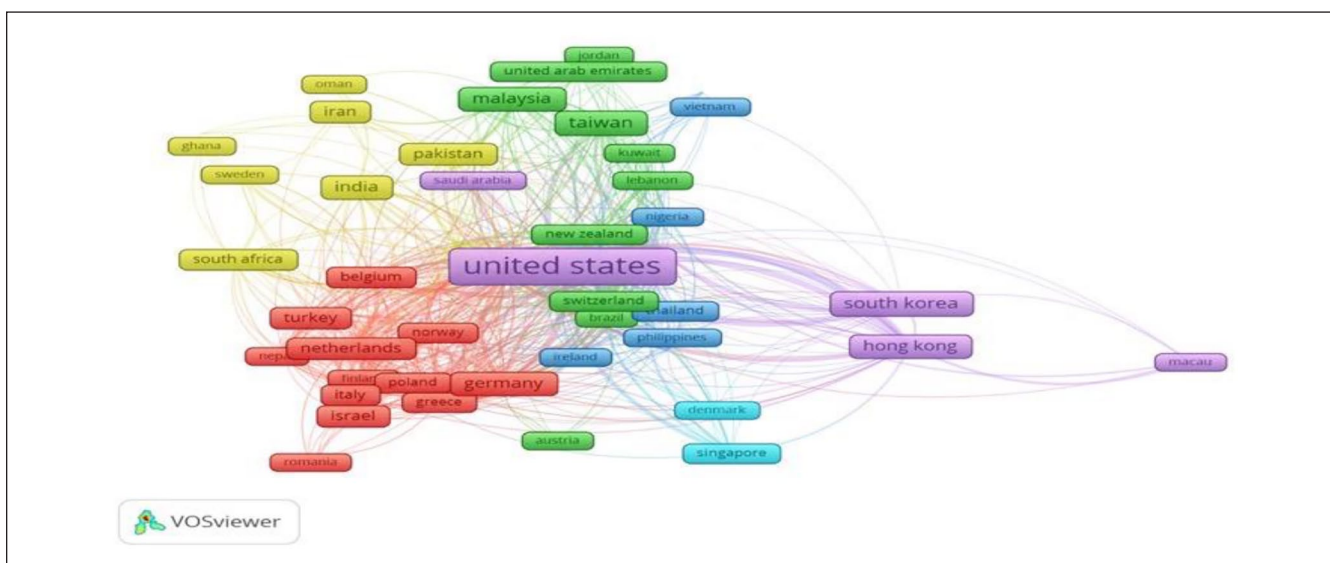 jordan
united arab emirates
oman
malaysia
iran
vietnam
taiwan
ghana
pakistan
kuwait
sweden
saudi arabia
lebanon
india
nigeria
new zealand
south africa
united states
belgium
switzerland
south korea
thailand
turkey
brazil
norway
philippines
netherlands
hong kong
nepal
ireland
macau
finland
poland
germany
italy
greece
denmark
israel
austria
singapore
romania
VOSviewer